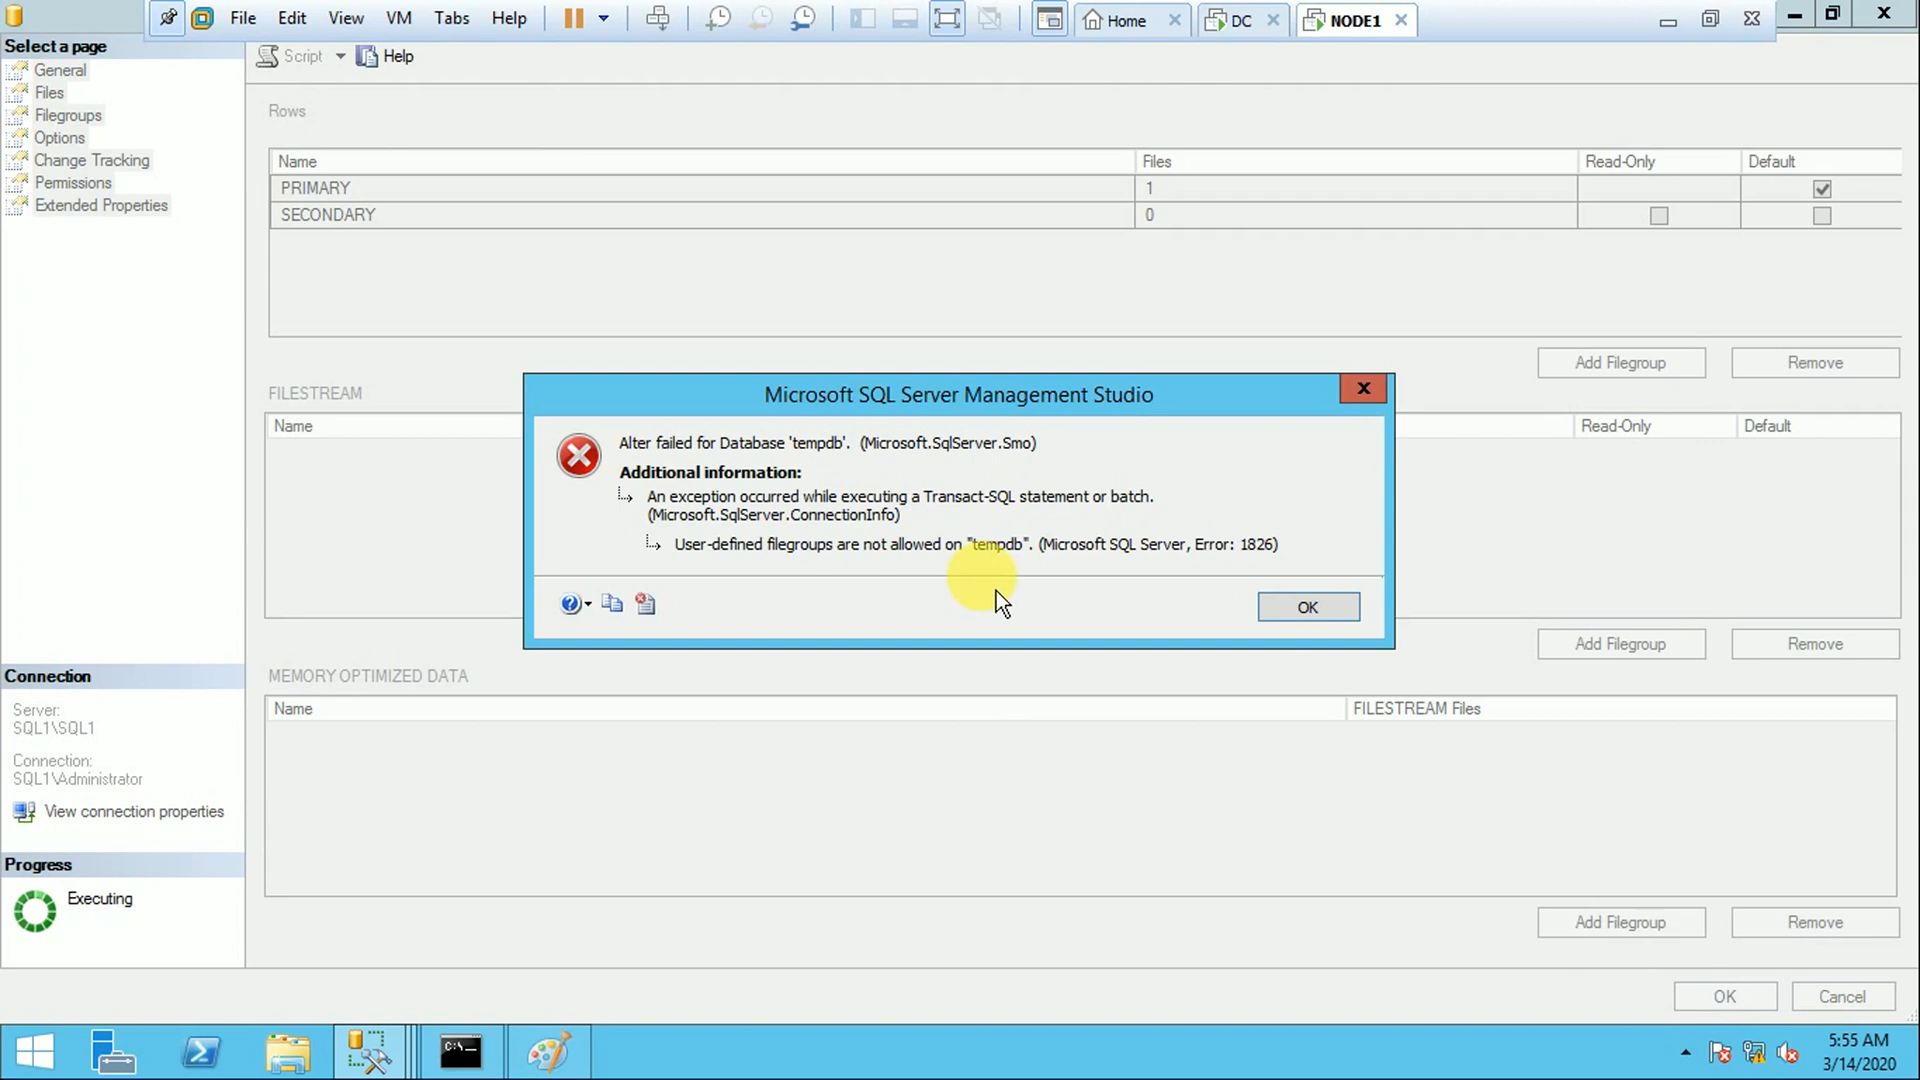 File Edit View VM Tabs Help Home DC NODE1
Select a page
Script Help
General
Files
Filegroups
Options
Change Tracking
Permissions
Extended Properties
Rows
Name Files Read-Only Default
PRIMARY 1
SECONDARY 0
Add Filegroup Remove
FILESTREAM
Name Read-Only Default
Microsoft SQL Server Management Studio
Alter failed for Database 'tempdb'. (Microsoft.SqlServer.Smo)
Additional information:
An exception occurred while executing a Transact-SQL statement or batch.
(Microsoft.SqlServer.ConnectionInfo)
User-defined filegroups are not allowed on "tempdb". (Microsoft SQL Server, Error: 1826)
OK
Add Filegroup Remove
MEMORY OPTIMIZED DATA
Name FILESTREAM Files
Connection
Server:
SQL1\SQL1
Connection:
SQL1\Administrator
View connection properties
Progress
Executing
Add Filegroup Remove
OK Cancel
C:\_
5:55 AM
3/14/2020